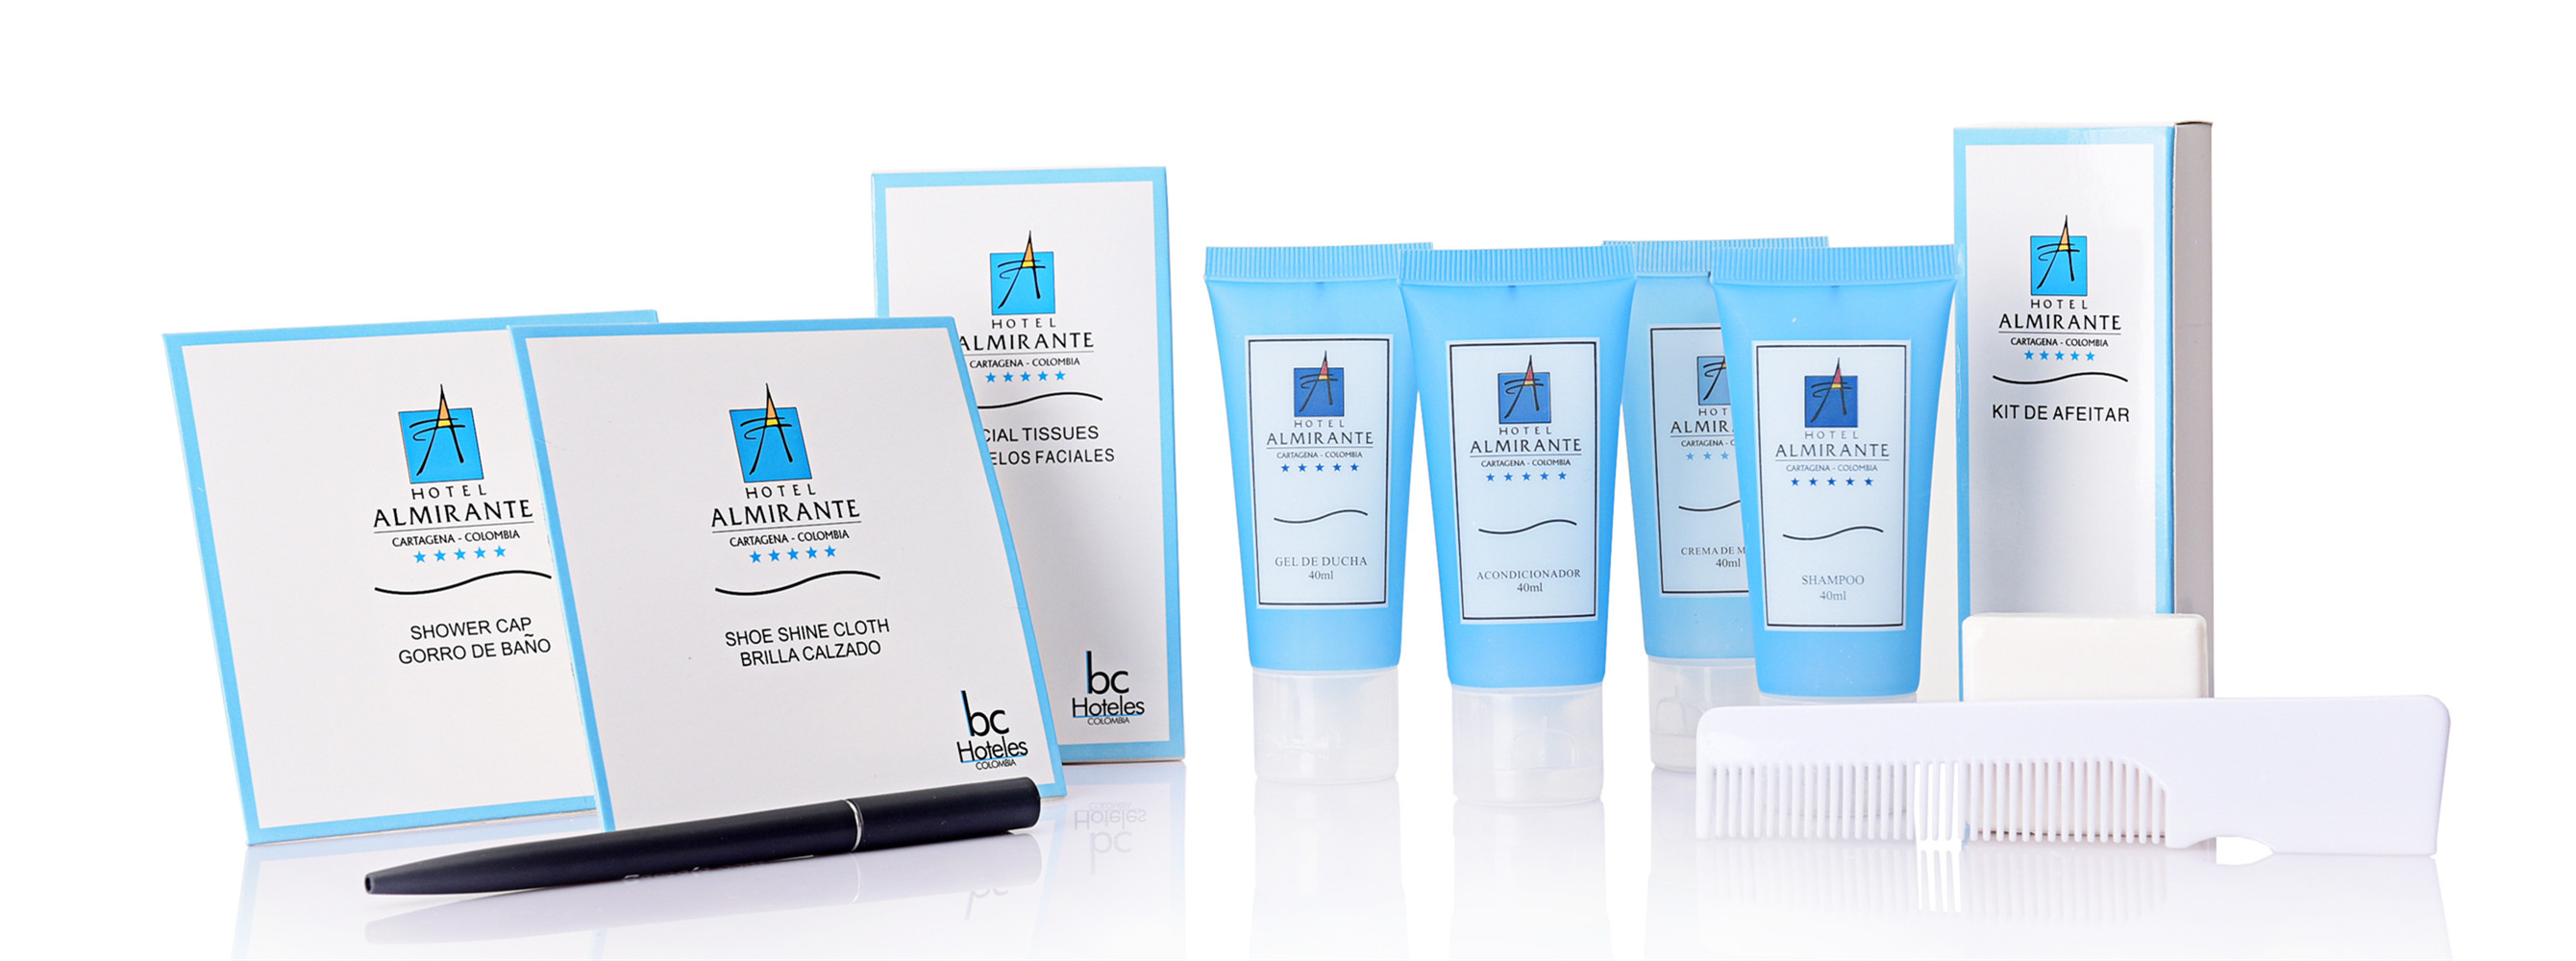 HOTEL
ALMIRANTE
CARTAGENA - COLOMBIA
SHOWER CAP
GORRO DE BAÑO
HOTEL
ALMIRANTE
CARTAGENA - COLOMBIA
SHOE SHINE CLOTH
BRILLA CALZADO
bc
Hoteles
COLOMBIA
HOTEL
ALMIRANTE
CARTAGENA - COLOMBIA
CIAL TISSUES
ELOS FACIALES
bc
Hoteles
COLOMBIA
HOTEL
ALMIRANTE
CARTAGENA - COLOMBIA
GEL DE DUCHA
40ml
HOTEL
ALMIRANTE
CARTAGENA - COLOMBIA
ACONDICIONADOR
40ml
HOT
ALMIR
CARTAGENA - C
CREMA DE M
40ml
HOTEL
ALMIRANTE
CARTAGENA - COLOMBIA
SHAMPOO
40ml
HOTEL
ALMIRANTE
CARTAGENA - COLOMBIA
KIT DE AFEITAR